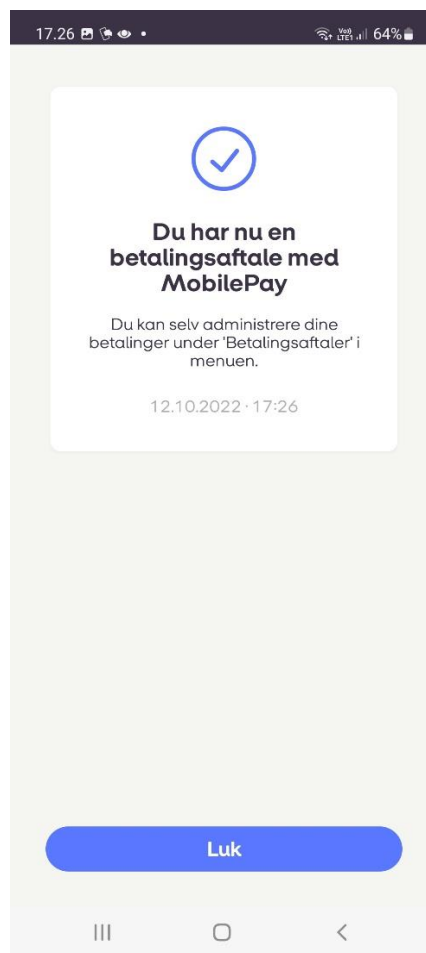 17.26 64%
Du har nu en
betalingsaftale med
MobilePay
Du kan selv administrere dine
betalinger under 'Betalingsaftaler' i
menuen.
12.10.2022 · 17:26
Luk